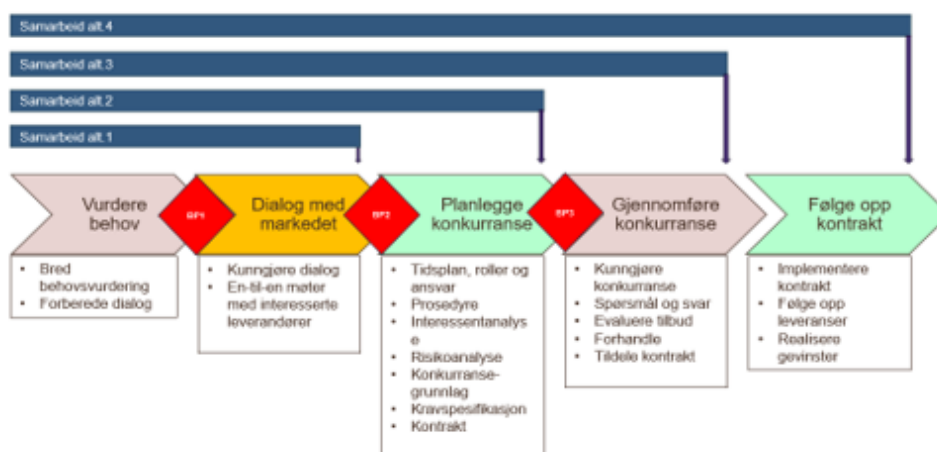 Samarbeid alt.4
Samarbeid alt.3
Samarbeid alt.2
Samarbeid alt.1
Vurdere
behov
BP1
Dialog med
markedet
BP2
Planlegge
konkurranse
BP3
Gjennomføre
konkurranse
Følge opp
kontrakt
• Bred
behovsvurdering
• Forberede dialog
• Kunngjøre dialog
• En-til-en møter
med interesserte
leverandører
• Tidsplan, roller og
ansvar
• Prosedyre
• Interessentanalys
e
• Risikoanalyse
• Konkurranse-
grunnlag
• Kravspesifikasjon
• Kontrakt
• Kunngjøre
konkurranse
• Spørsmål og svar
• Evaluere tilbud
• Forhandle
• Tildele kontrakt
• Implementere
kontrakt
• Følge opp
leveranser
• Realisere
gevinster